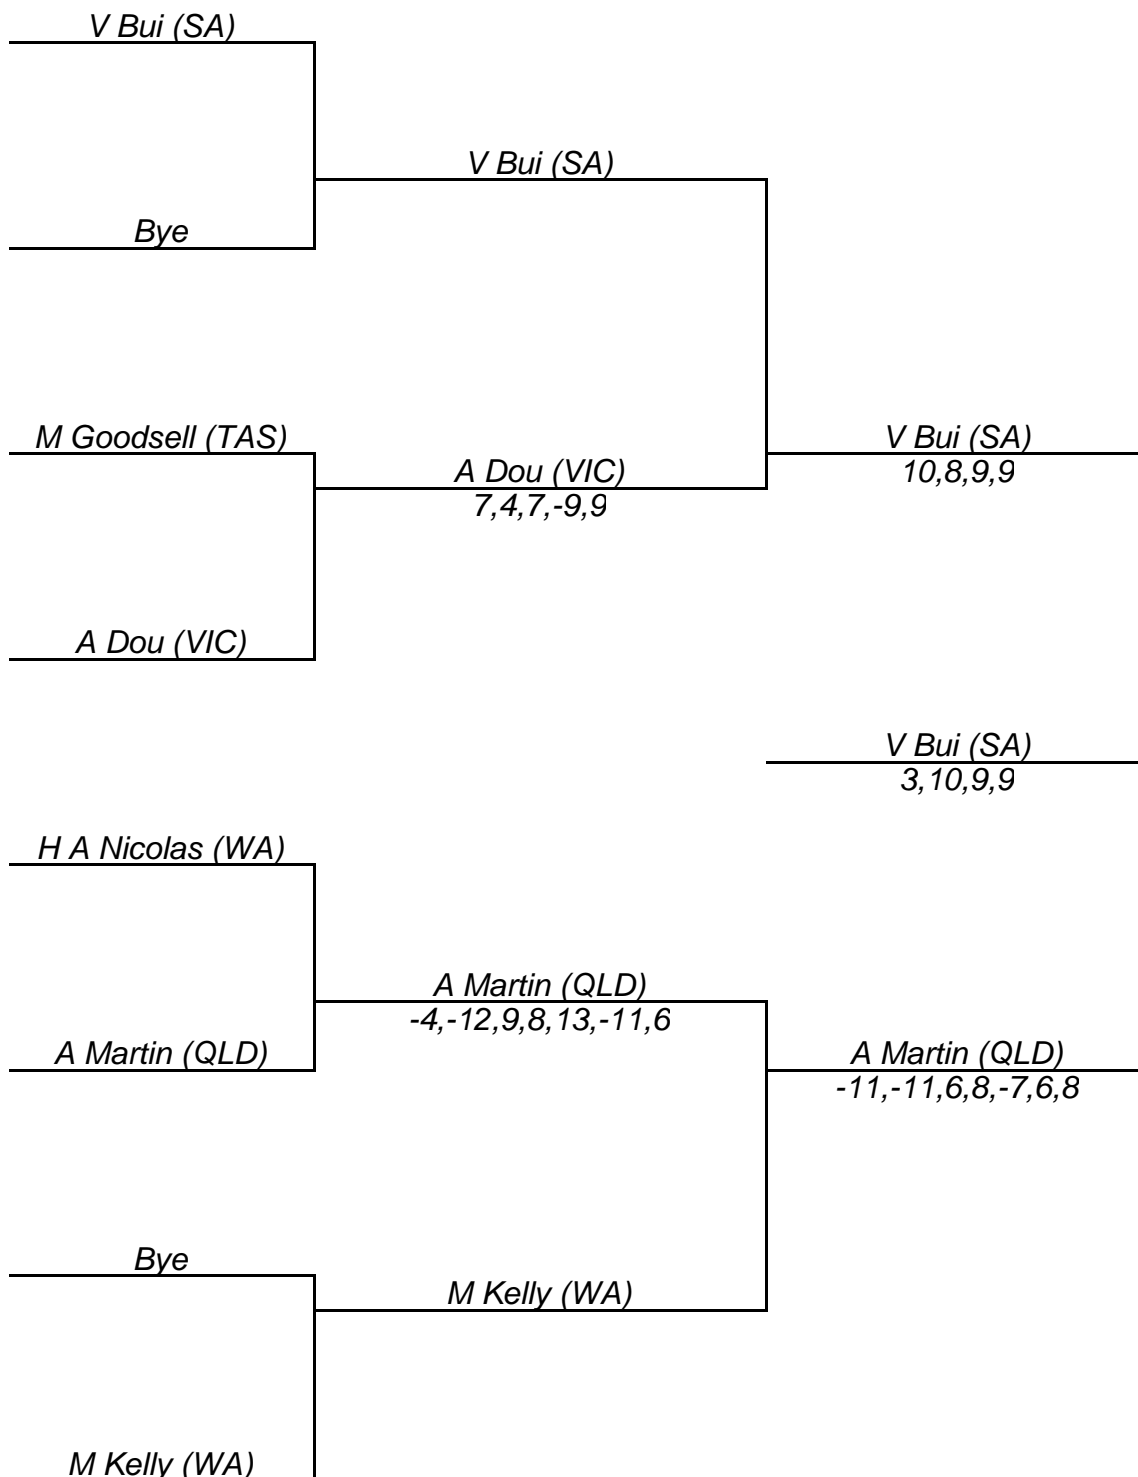 V Bui (SA)
V Bui (SA)
Bye
M Goodsell (TAS)
V Bui (SA)
10,8,9,9
A Dou (VIC)
7,4,7,-9,9
A Dou (VIC)
V Bui (SA)
3,10,9,9
H A Nicolas (WA)
A Martin (QLD)
-4,-12,9,8,13,-11,6
A Martin (QLD)
A Martin (QLD)
-11,-11,6,8,-7,6,8
Bye
M Kelly (WA)
M Kelly (WA)